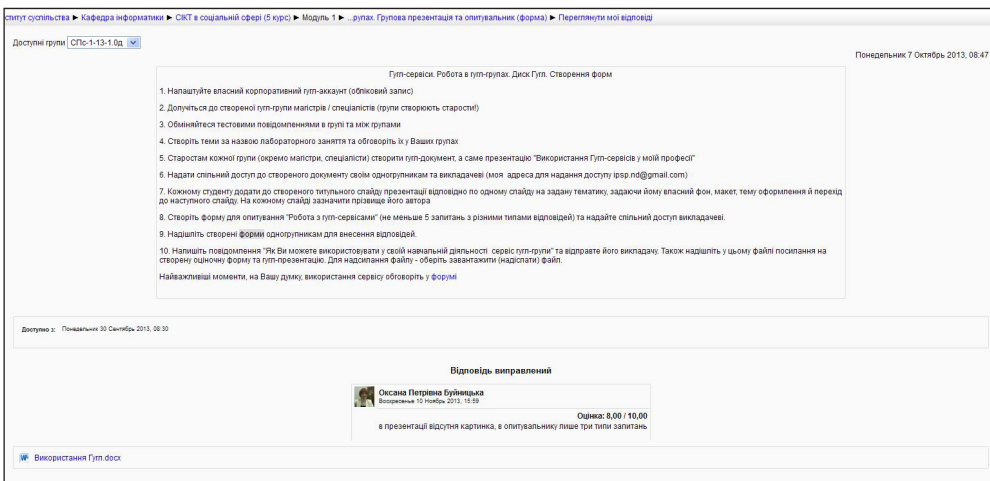 ститут суспільства ► Кафедра інформатики ► СІКТ в соціальній сфері (5 курс) ► Модуль 1 ► ...рупах. Групова презентація та опитувальник (форма) ► Переглянути мої відповіді
Доступні групи СПс-1-13-1.0д
Понедельник 7 Октябрь 2013, 08:47
Гугл-сервіси. Робота в гугл-групах. Диск Гугл. Створення форм
1. Налаштуйте власний корпоративний гугл-аккаунт (обліковий запис)
2. Долучіться до створеної гугл-групи магістрів / спеціалістів (групи створюють старости!)
3. Обміняйтеся тестовими повідомленнями в групі та між групами
4. Створіть теми за назвою лабораторного заняття та обговоріть їх у Ваших групах
5. Старостам кожної групи (окремо магістри, спеціалісти) створити гугл-документ, а саме презентацію "Використання Гугл-сервісів у моїй професії"
6. Надати спільний доступ до створеного документу своїм одногрупникам та викладачеві (моя адреса для надання доступу ipsp.nd@gmail.com)
7. Кожному студенту додати до створеного титульного слайду презентації відповідно по одному слайду на задану тематику, задаючи йому власний фон, макет, тему оформлення й перехід
до наступного слайду. На кожному слайді зазначити прізвище його автора
8. Створіть форму для опитування "Робота з гугл-сервісами" (не меньше 5 запитань з різними типами відповідей) та надайте спільний доступ викладачеві.
9. Надішліть створені форми одногрупникам для внесення відповідей.
10. Напишіть повідомлення "Як Ви можете використовувати у своїй навчальній діяльності сервіс гугл-групи" та відправте його викладачу. Також надішліть у цьому файлі посилання на
створену оціночну форму та гугл-презентацію. Для надсилання файлу - оберіть завантажити (надіслати) файл.
Найважливіші моменти, на Вашу думку, використання сервісу обговоріть у форумі
Доступно з: Понедельник 30 Сентябрь 2013, 08:30
Відповідь виправлений
Оксана Петрівна Буйницька
Воскресенье 10 Ноябрь 2013, 15:59
Оцінка: 8,00 / 10,00
в презентації відсутня картинка, в опитувальнику лише три типи запитань
Використання Гугл.docx